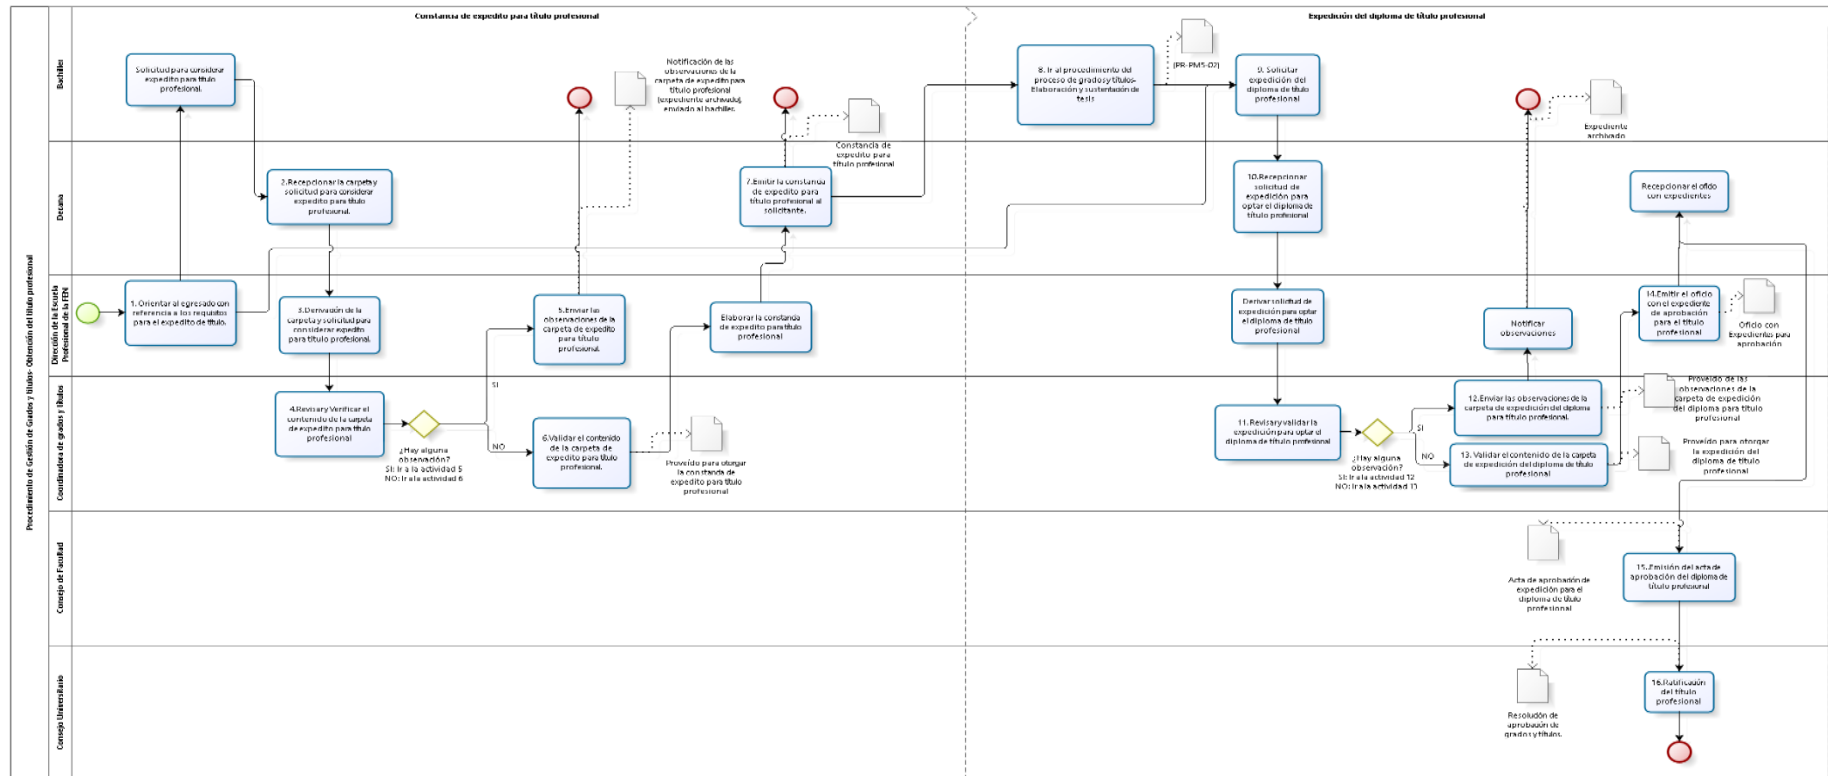 Constancia de expedito para título profesional
Expedición del diploma de título profesional
Procedimiento de Gestión de Grados y títulos- Obtención del título profesional
Bachiller
Solicitud para considerar
expedito para título
profesional.
Notificación de las
observaciones de la
carpeta de expedito para
título profesional
(expediente archivado),
enviado al bachiller.
Constancia de
expedito para
título profesional
8. Ir al procedimiento del
proceso de grados y títulos-
Elaboración y sustentación de
tesis
(PR-PM5-02)
9. Solicitar
expedición del
diploma de título
profesional
Expediente
archivado
Decana
2.Recepcionar la carpeta y
solicitud para considerar
expedito para título
profesional.
7.Emitir la constancia
de expedito para
título profesional al
solicitante.
10.Recepcionar
solicitud de
expedición para
optar el diploma de
título profesional
Recepcionar el oficio
con expedientes
Dirección de la Escuela
Profesional de la FEN
1. Orientar al egresado con
referencia a los requisitos
para el expedito de título.
3.Derivación de la
carpeta y solicitud para
considerar expedito
para título profesional.
5.Enviar las
observaciones de la
carpeta de expedito
para título
profesional.
Elaborar la constancia
de expedito para título
profesional
Derivar solicitud de
expedición para optar
el diploma de título
profesional
Notificar
observaciones
14.Emitir el oficio
con el expediente
de aprobación
para el título
profesional
Oficio con
Expedientes para
aprobación
Coordinadora de grados y títulos
4.Revisar y Verificar el
contenido de la carpeta
de expedito para título
profesional
¿Hay alguna
observación?
SI: Ir a la actividad 5
NO: Ir a la actividad 6
SI
NO
6.Validar el contenido
de la carpeta de
expedito para título
profesional.
Proveído para otorgar
la constancia de
expedito para título
profesional
11.Revisar y validar la
expedición para optar el
diploma de título profesional
¿Hay alguna
observación?
SI: Ir a la actividad 12
NO: Ir a la actividad 13
SI
NO
12.Enviar las observaciones de la
carpeta de expedición del diploma
para título profesional.
Proveído de las
observaciones de la
carpeta de expedición
del diploma para título
profesional
13. Validar el contenido de la carpeta
de expedición del diploma de título
profesional
Proveído para otorgar
la expedición del
diploma de título
profesional
Consejo de Facultad
Acta de aprobación de
expedición para el
diploma de título
profesional
15.Emisión del acta de
aprobación del diploma de
título profesional
Consejo Universitario
Resolución de
aprobación de
grados y títulos.
16.Ratificación
del título
profesional